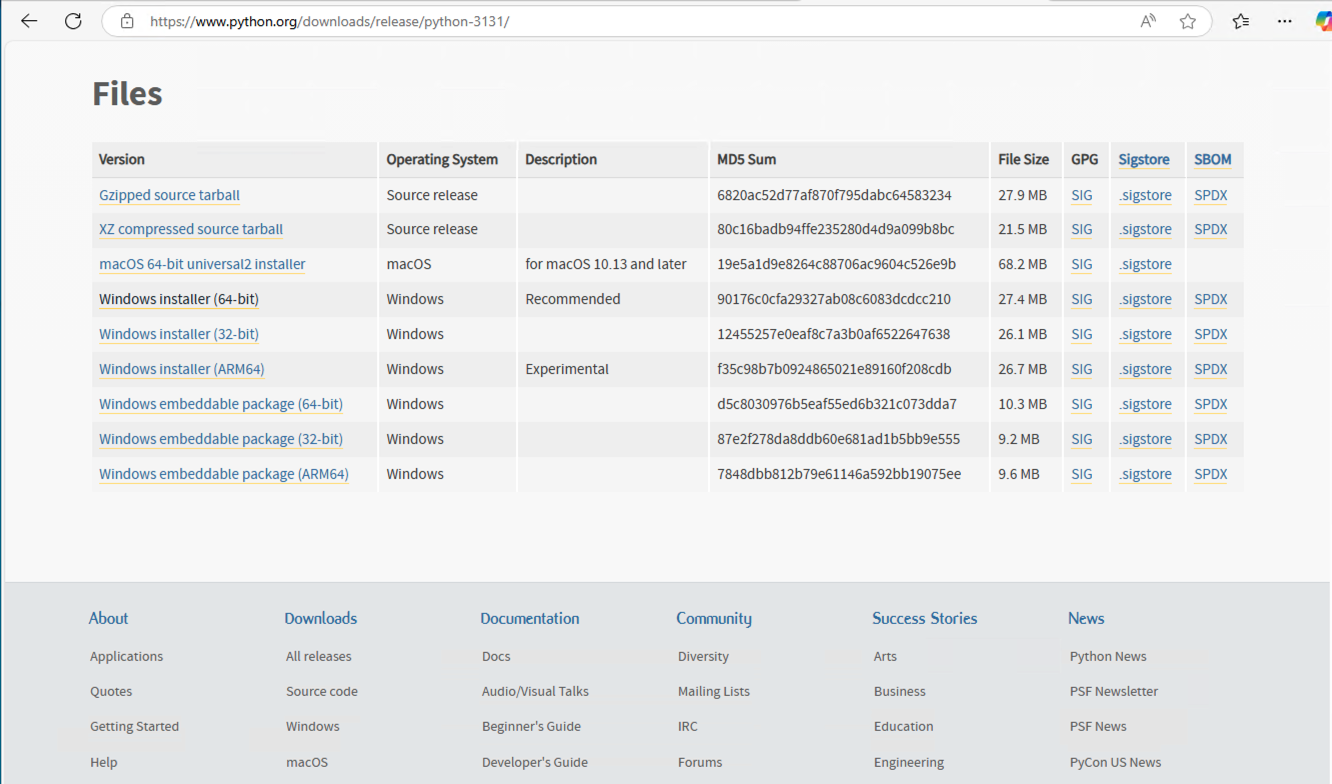 https://www.python.org/downloads/release/python-3131/
Files
Version Operating System Description MD5 Sum File Size GPG Sigstore SBOM
Gzipped source tarball Source release 6820ac52d77af870f795dabc64583234 27.9 MB SIG .sigstore SPDX
XZ compressed source tarball Source release 80c16badb94ffe235280d4d9a099b8bc 21.5 MB SIG .sigstore SPDX
macOS 64-bit universal2 installer macOS for macOS 10.13 and later 19e5a1d9e8264c88706ac9604c526e9b 68.2 MB SIG .sigstore
Windows installer (64-bit) Windows Recommended 90176c0cfa29327ab08c6083dcdcc210 27.4 MB SIG .sigstore SPDX
Windows installer (32-bit) Windows 12455257e0eaf8c7a3b0af6522647638 26.1 MB SIG .sigstore SPDX
Windows installer (ARM64) Windows Experimental f35c98b7b0924865021e89160f208cdb 26.7 MB SIG .sigstore SPDX
Windows embeddable package (64-bit) Windows d5c8030976b5eaf55ed6b321c073dda7 10.3 MB SIG .sigstore SPDX
Windows embeddable package (32-bit) Windows 87e2f278da8ddb60e681ad1b5bb9e555 9.2 MB SIG .sigstore SPDX
Windows embeddable package (ARM64) Windows 7848dbb812b79e61146a592bb19075ee 9.6 MB SIG .sigstore SPDX
About Downloads Documentation Community Success Stories News
Applications All releases Docs Diversity Arts Python News
Quotes Source code Audio/Visual Talks Mailing Lists Business PSF Newsletter
Getting Started Windows Beginner's Guide IRC Education PSF News
Help macOS Developer's Guide Forums Engineering PyCon US News